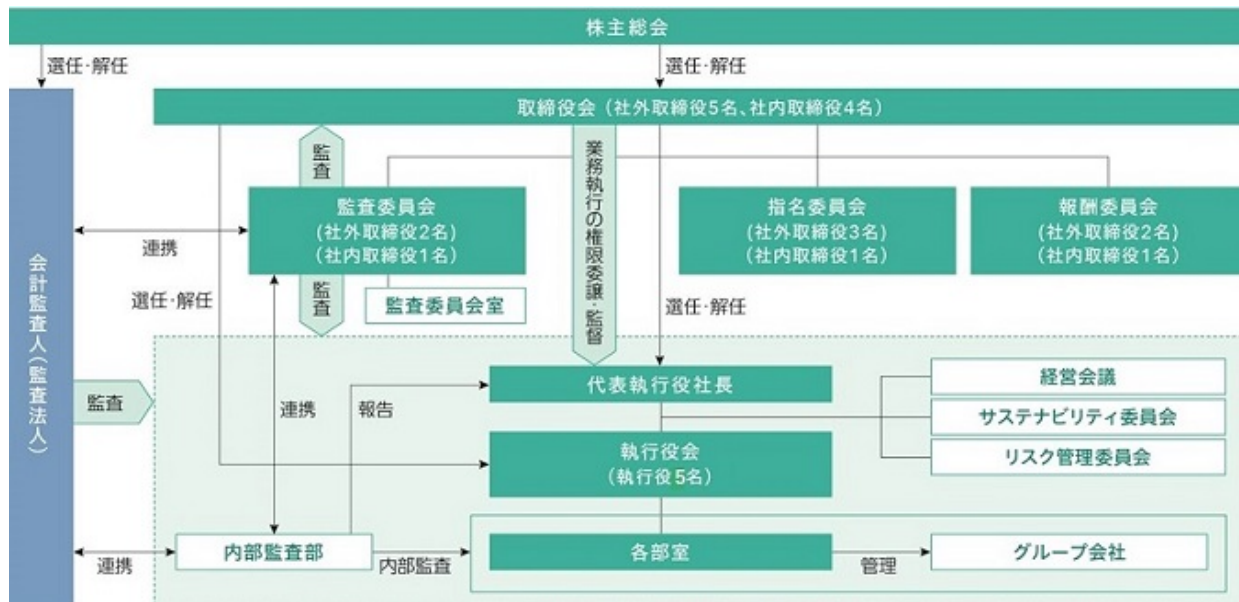 株主総会
選任・解任
選任・解任
取締役会（社外取締役5名、社内取締役4名）
監査
業務執行の権限委譲・監督
監査委員会
(社外取締役2名)
(社内取締役1名)
指名委員会
(社外取締役3名)
(社内取締役1名)
報酬委員会
(社外取締役2名)
(社内取締役1名)
連携
会計監査人(監査法人)
選任・解任
監査
監査委員会室
選任・解任
監査
連携
報告
代表執行役社長
経営会議
サステナビリティ委員会
リスク管理委員会
執行役会
(執行役5名)
連携
内部監査部
内部監査
各部室
管理
グループ会社